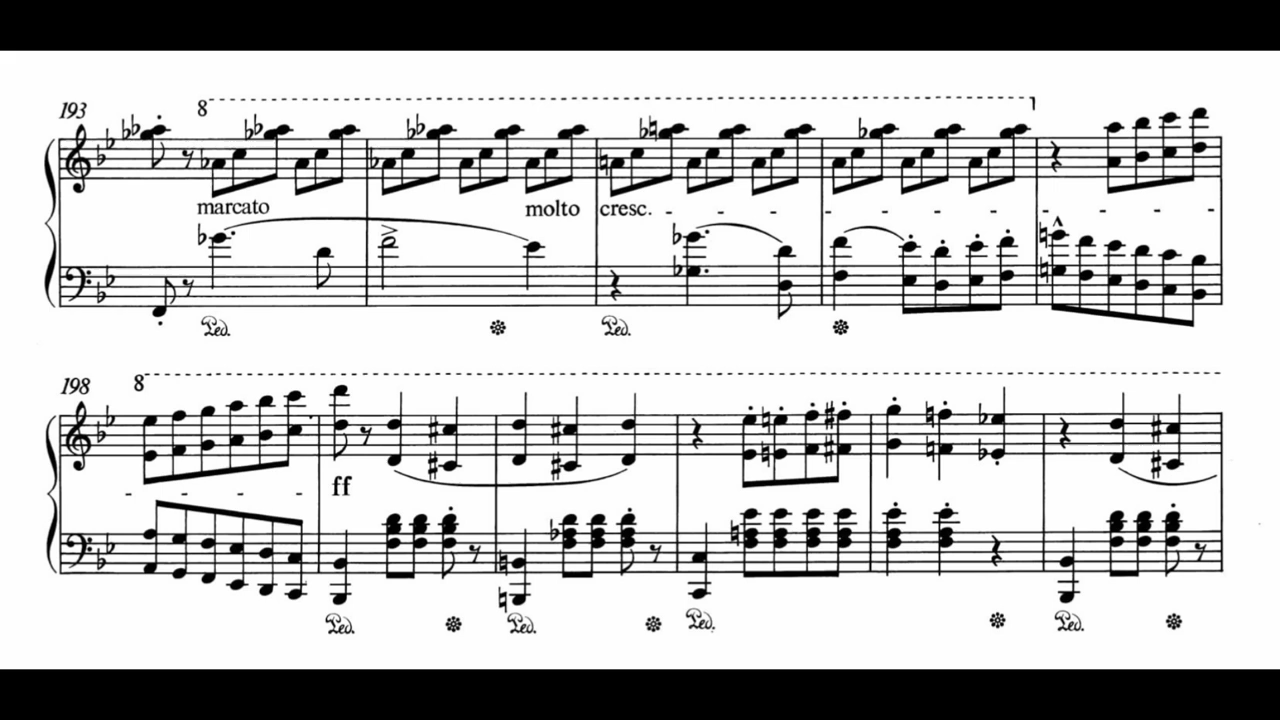 193
8
marcato molto cresc. - - - - - - - - - - - -
Ped. Ped.
198
8
- - - - ff
Ped. Ped. Ped. Ped.